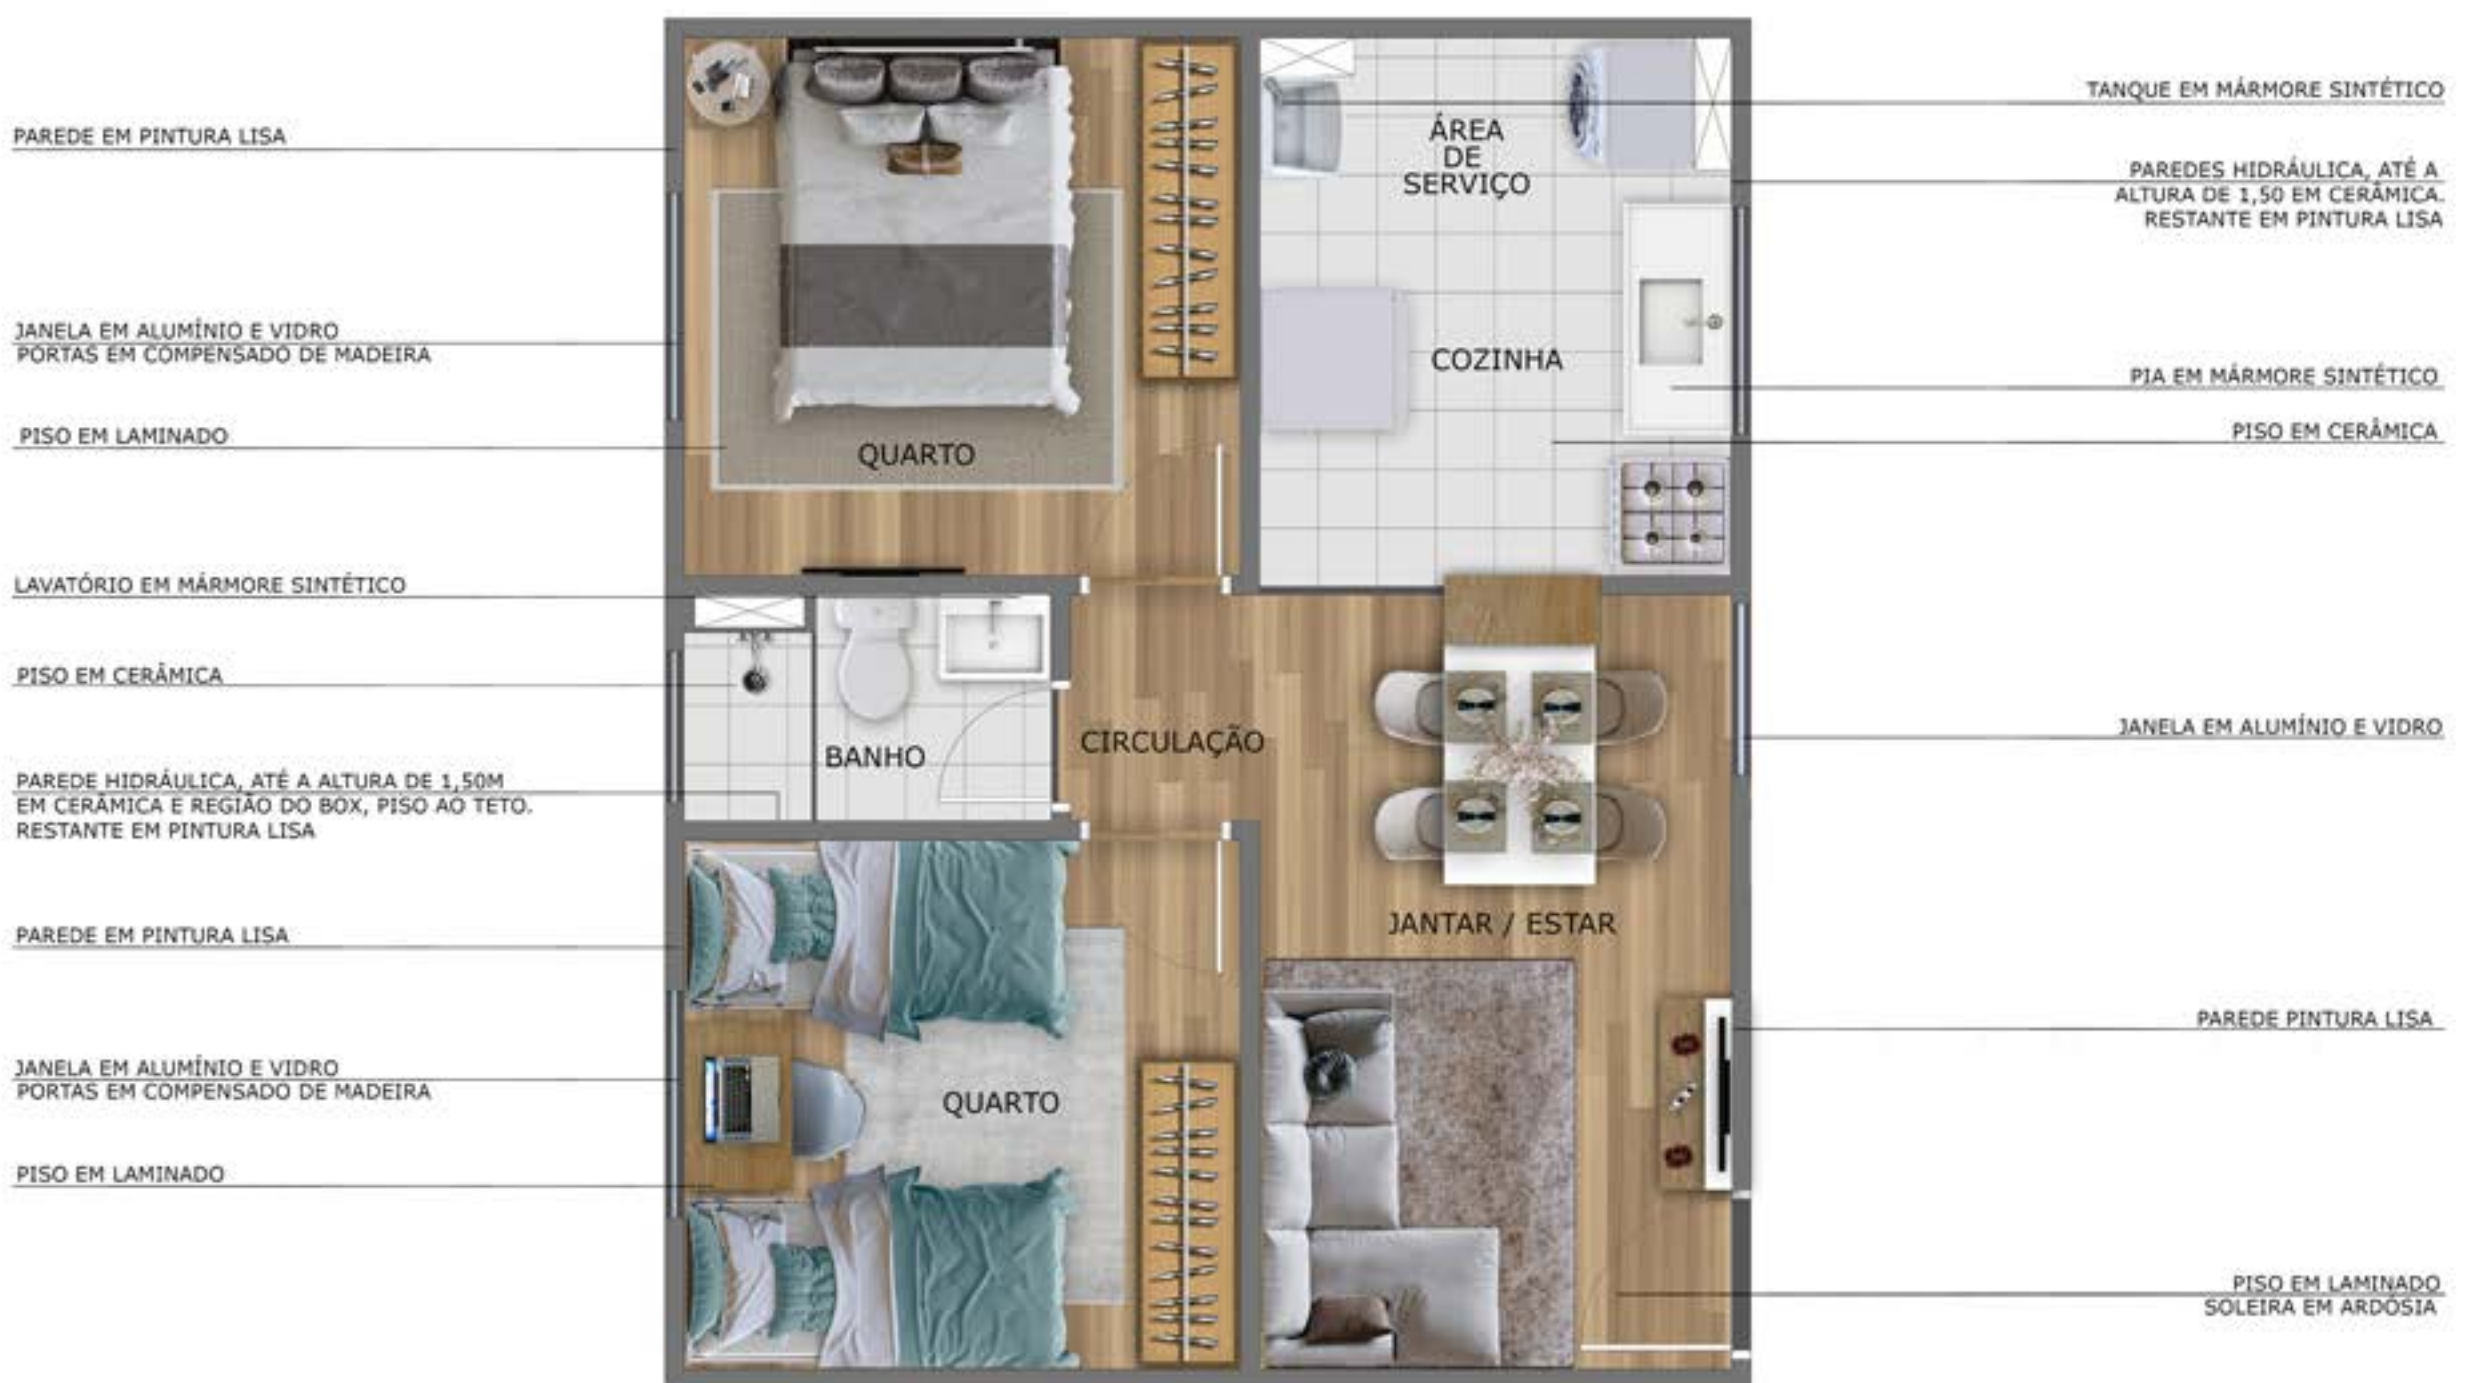 PAREDE EM PINTURA LISA
JANELA EM ALUMÍNIO E VIDRO
PORTAS EM COMPENSADO DE MADEIRA
PISO EM LAMINADO
LAVATÓRIO EM MÁRMORE SINTÉTICO
PISO EM CERÂMICA
PAREDE HIDRÁULICA, ATÉ A ALTURA DE 1,50M
EM CERÂMICA E REGIÃO DO BOX, PISO AO TETO.
RESTANTE EM PINTURA LISA
PAREDE EM PINTURA LISA
JANELA EM ALUMÍNIO E VIDRO
PORTAS EM COMPENSADO DE MADEIRA
PISO EM LAMINADO
QUARTO
ÁREA
DE
SERVIÇO
COZINHA
BANHO
CIRCULAÇÃO
JANTAR / ESTAR
QUARTO
TANQUE EM MÁRMORE SINTÉTICO
PAREDES HIDRÁULICA, ATÉ A
ALTURA DE 1,50 EM CERÂMICA.
RESTANTE EM PINTURA LISA
PIA EM MÁRMORE SINTÉTICO
PISO EM CERÂMICA
JANELA EM ALUMÍNIO E VIDRO
PAREDE PINTURA LISA
PISO EM LAMINADO
SOLEIRA EM ARDÓSIA